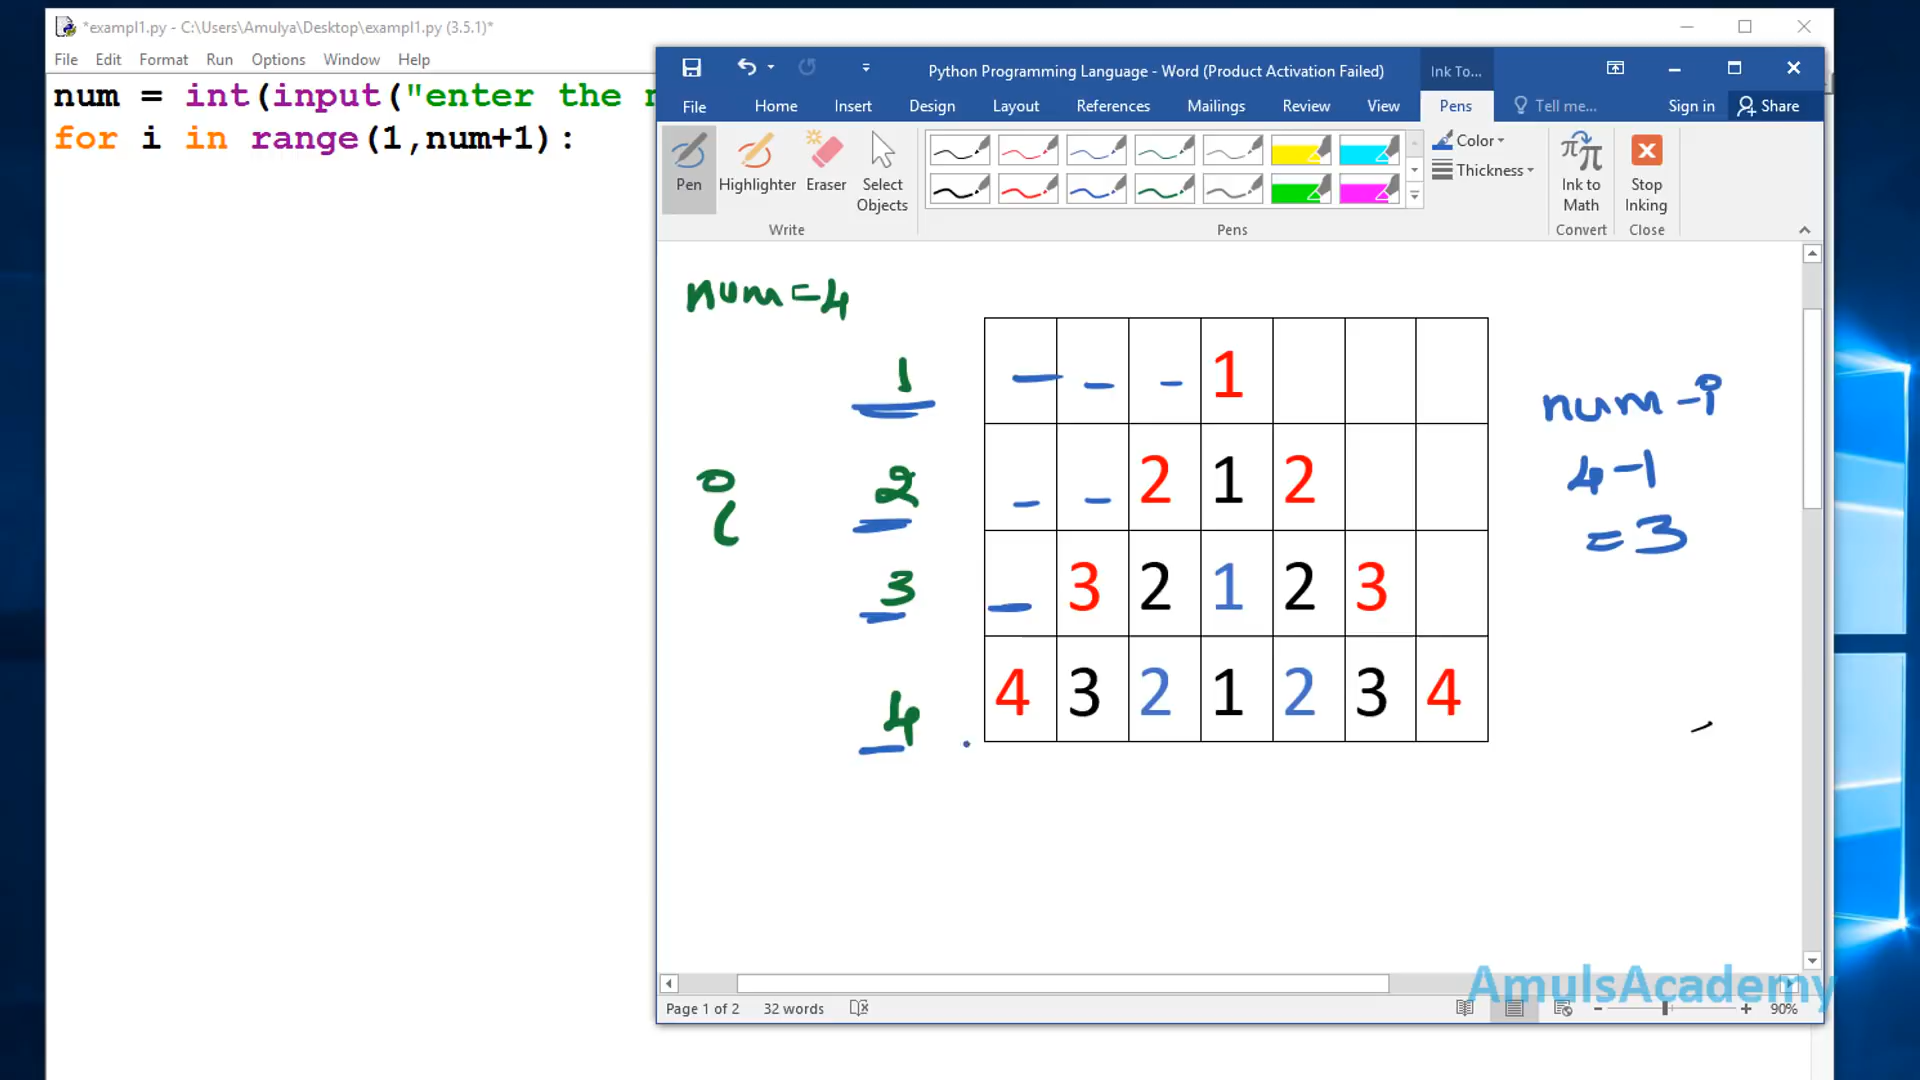 *exampl1.py - C:\Users\Amulya\Desktop\exampl1.py (3.5.1)*
File Edit Format Run Options Window Help
num = int(input("enter the
for i in range(1,num+1):
Python Programming Language - Word (Product Activation Failed)
Ink To...
File Home Insert Design Layout References Mailings Review View Pens Tell me... Sign in Share
Pen Highlighter Eraser Select Objects
Color
Thickness
Ink to Math
Stop Inking
Write Pens Convert Close
num=4
1 1
num-i
2 2 1 2
4-1
i
=3
3 3 2 1 2 3
4 4 3 2 1 2 3 4
AmulsAcademy
Page 1 of 2 32 words 90%